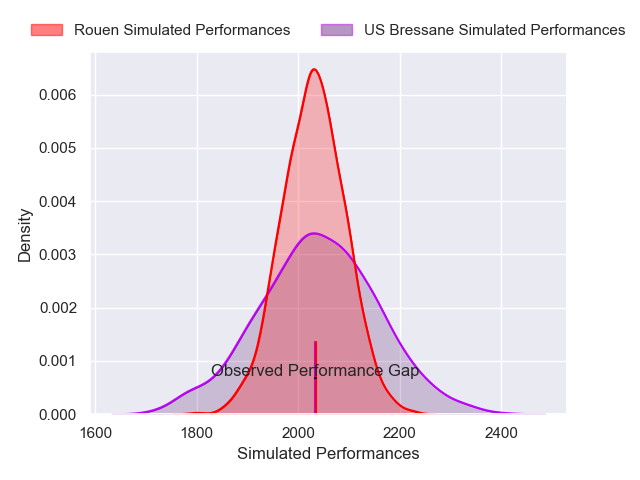 Rouen Simulated Performances US Bressane Simulated Performances
0.006
0.005
0.004
0.003
0.002
0.001
0.000
Density
Observed Performance Gap
1600 1800 2000 2200 2400
Simulated Performances